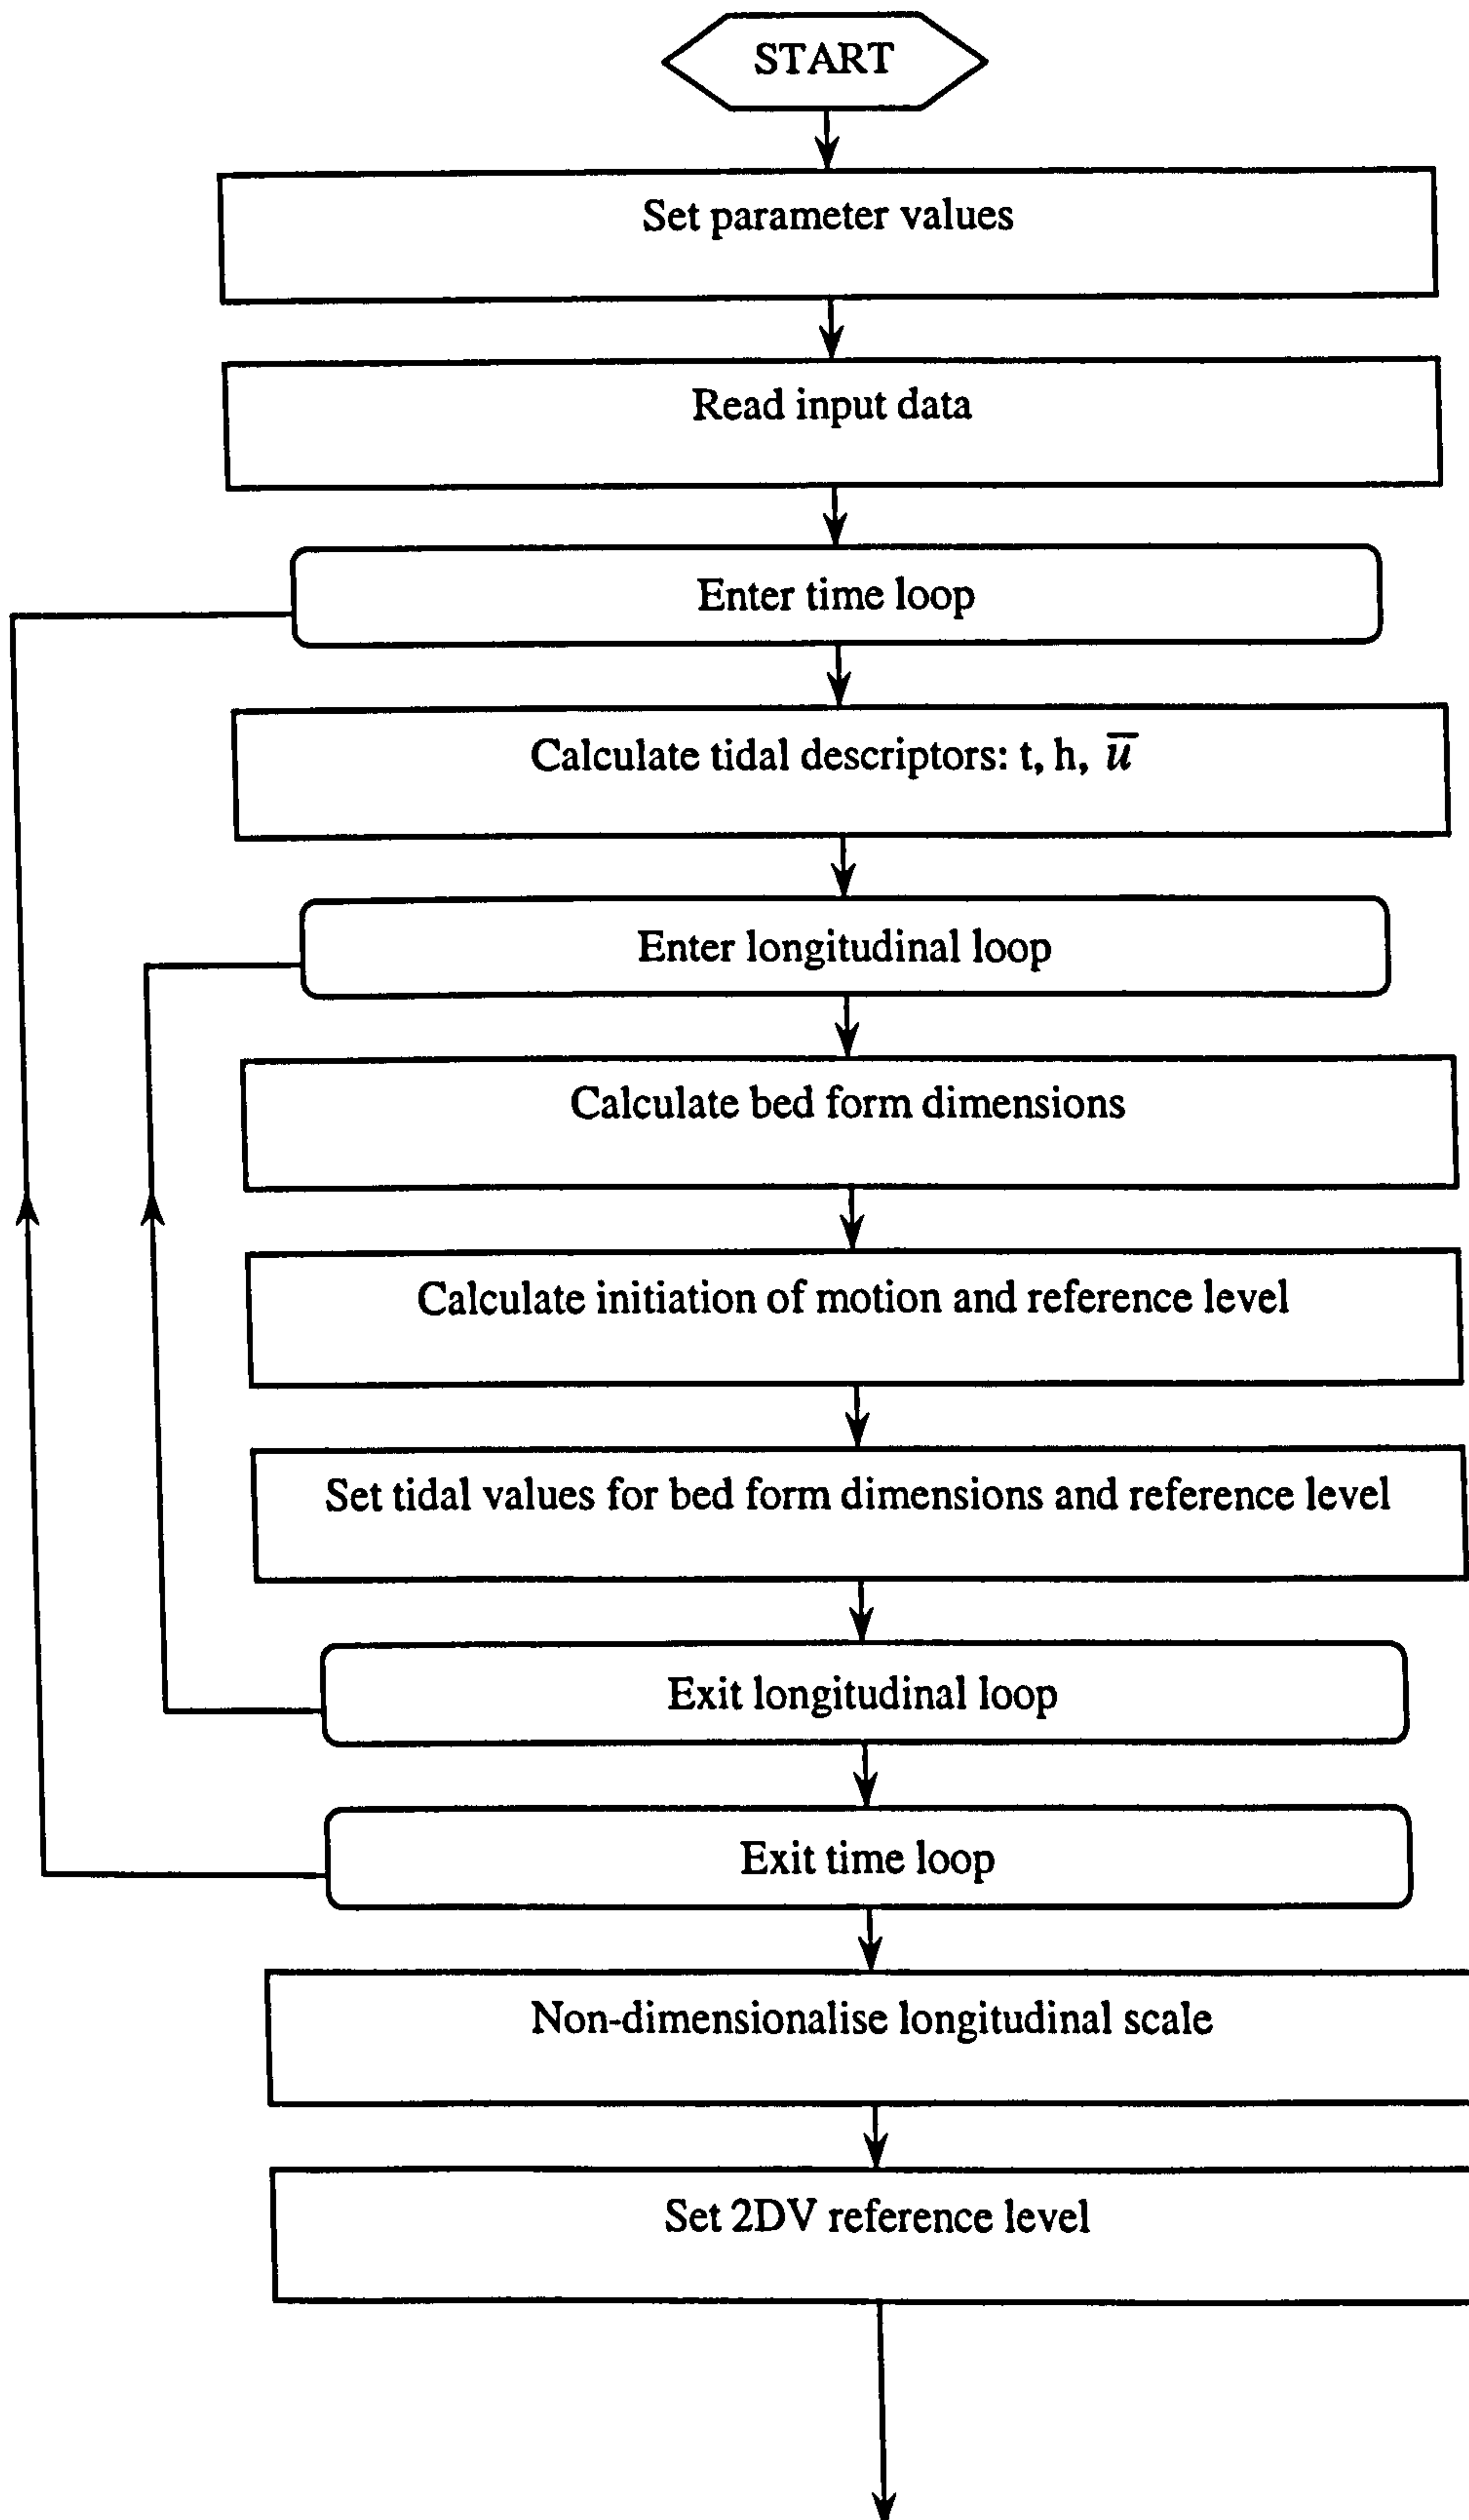 START
Set parameter values
Read input data
Enter time loop
Calculate tidal descriptors: t, h, u̅
Enter longitudinal loop
Calculate bed form dimensions
Calculate initiation of motion and reference level
Set tidal values for bed form dimensions and reference level
Exit longitudinal loop
Exit time loop
Non-dimensionalise longitudinal scale
Set 2DV reference level